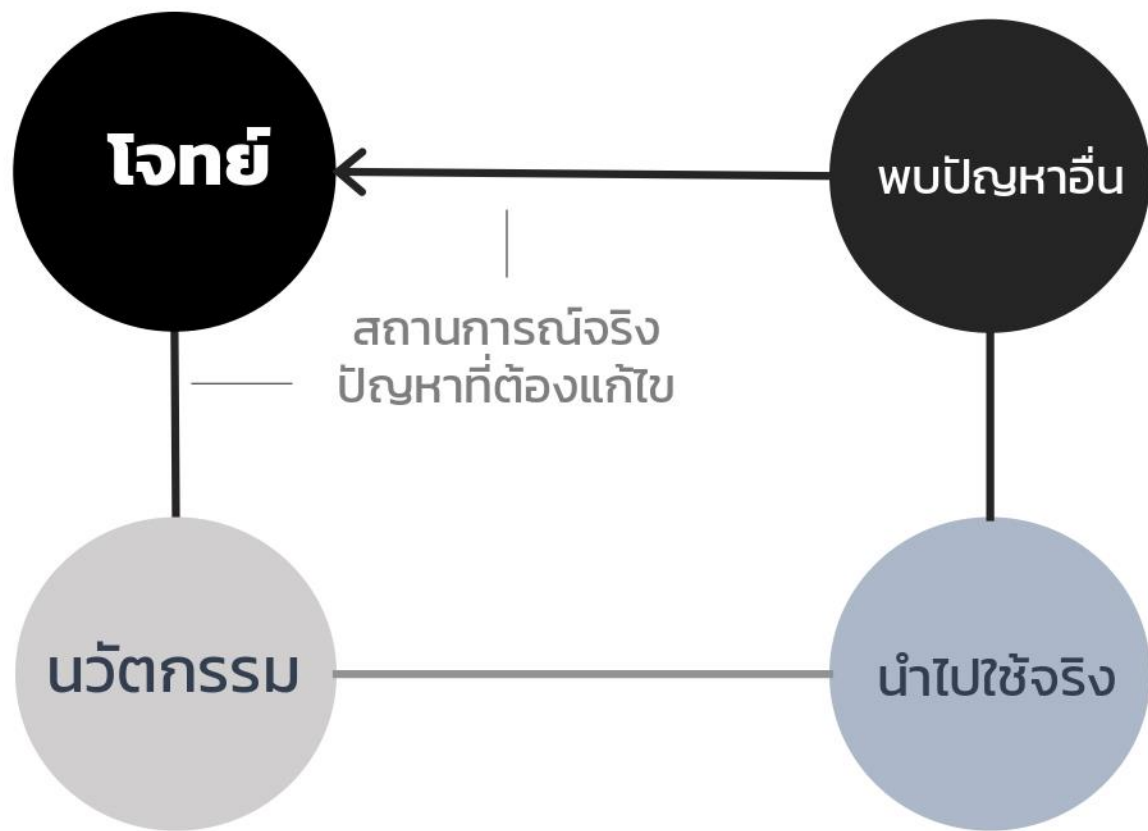 โจทย์
พบปัญหาอื่น
สถานการณ์จริง
ปัญหาที่ต้องแก้ไข
นวัตกรรม
นำไปใช้จริง